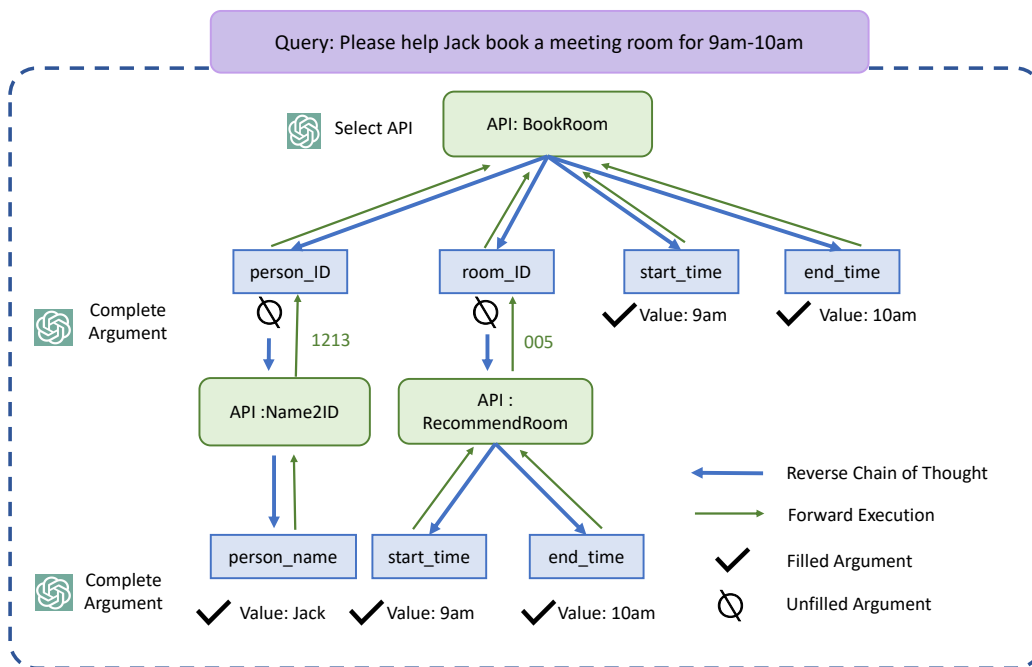 Query: Please help Jack book a meeting room for 9am-10am
Select API
API: BookRoom
person_ID
room_ID
start_time
end_time
Complete
Argument
Value: 9am
Value: 10am
1213
005
API :Name2ID
API :
RecommendRoom
Reverse Chain of Thought
Forward Execution
person_name
start_time
end_time
Filled Argument
Complete
Argument
Value: Jack
Value: 9am
Value: 10am
Unfilled Argument